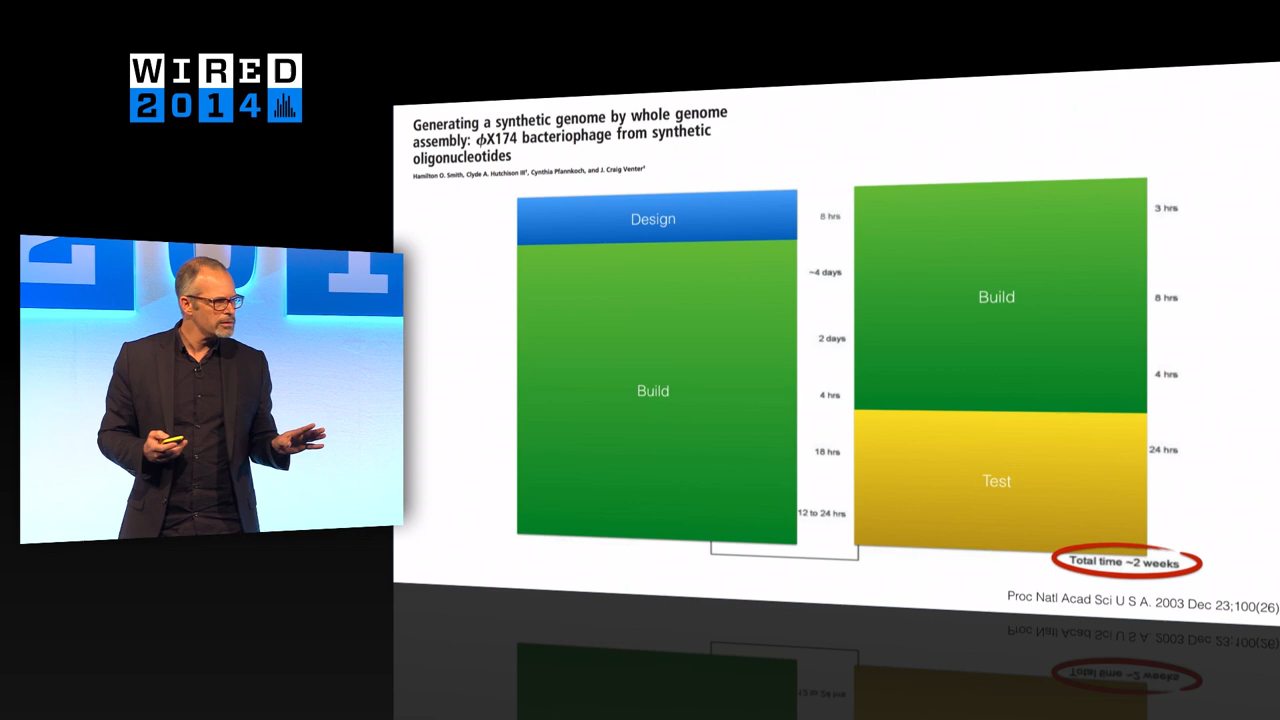 WIRED
2014
Generating a synthetic genome by whole genome
assembly: ϕX174 bacteriophage from synthetic
oligonucleotides
Hamilton O. Smith, Clyde A. Hutchison III†, Cynthia Pfannkoch, and J. Craig Venter‡
Design
8 hrs
~4 days
2 days
Build
4 hrs
18 hrs
12 to 24 hrs
3 hrs
Build
8 hrs
4 hrs
24 hrs
Test
Total time ~2 weeks
Proc Natl Acad Sci U S A. 2003 Dec 23;100(26)
2 0 1